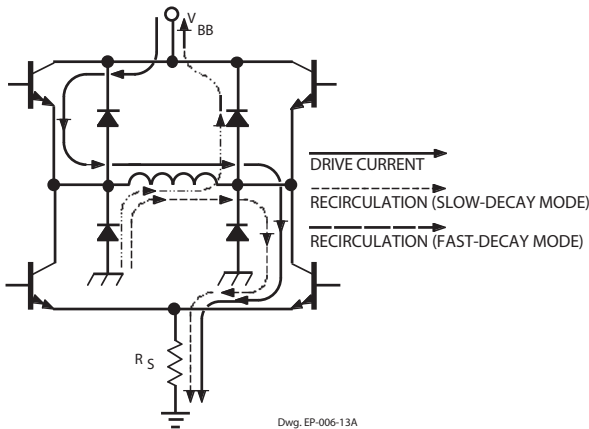 V
BB
DRIVE CURRENT
RECIRCULATION (SLOW-DECAY MODE)
RECIRCULATION (FAST-DECAY MODE)
R S
Dwg. EP-006-13A